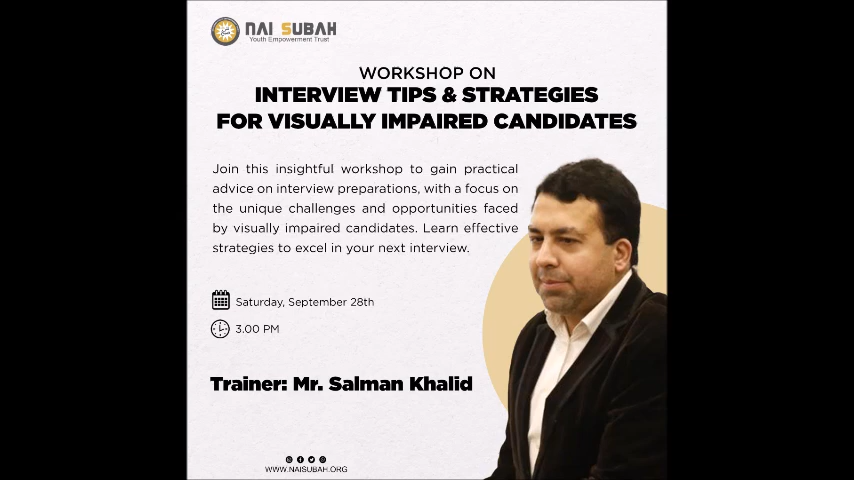 NAI SUBAH
Youth Empowerment Trust
WORKSHOP ON
INTERVIEW TIPS & STRATEGIES
FOR VISUALLY IMPAIRED CANDIDATES
Join this insightful workshop to gain practical
advice on interview preparations, with a focus on
the unique challenges and opportunities faced
by visually impaired candidates. Learn effective
strategies to excel in your next interview.
Saturday, September 28th
3.00 PM
Trainer: Mr. Salman Khalid
WWW.NAISUBAH.ORG